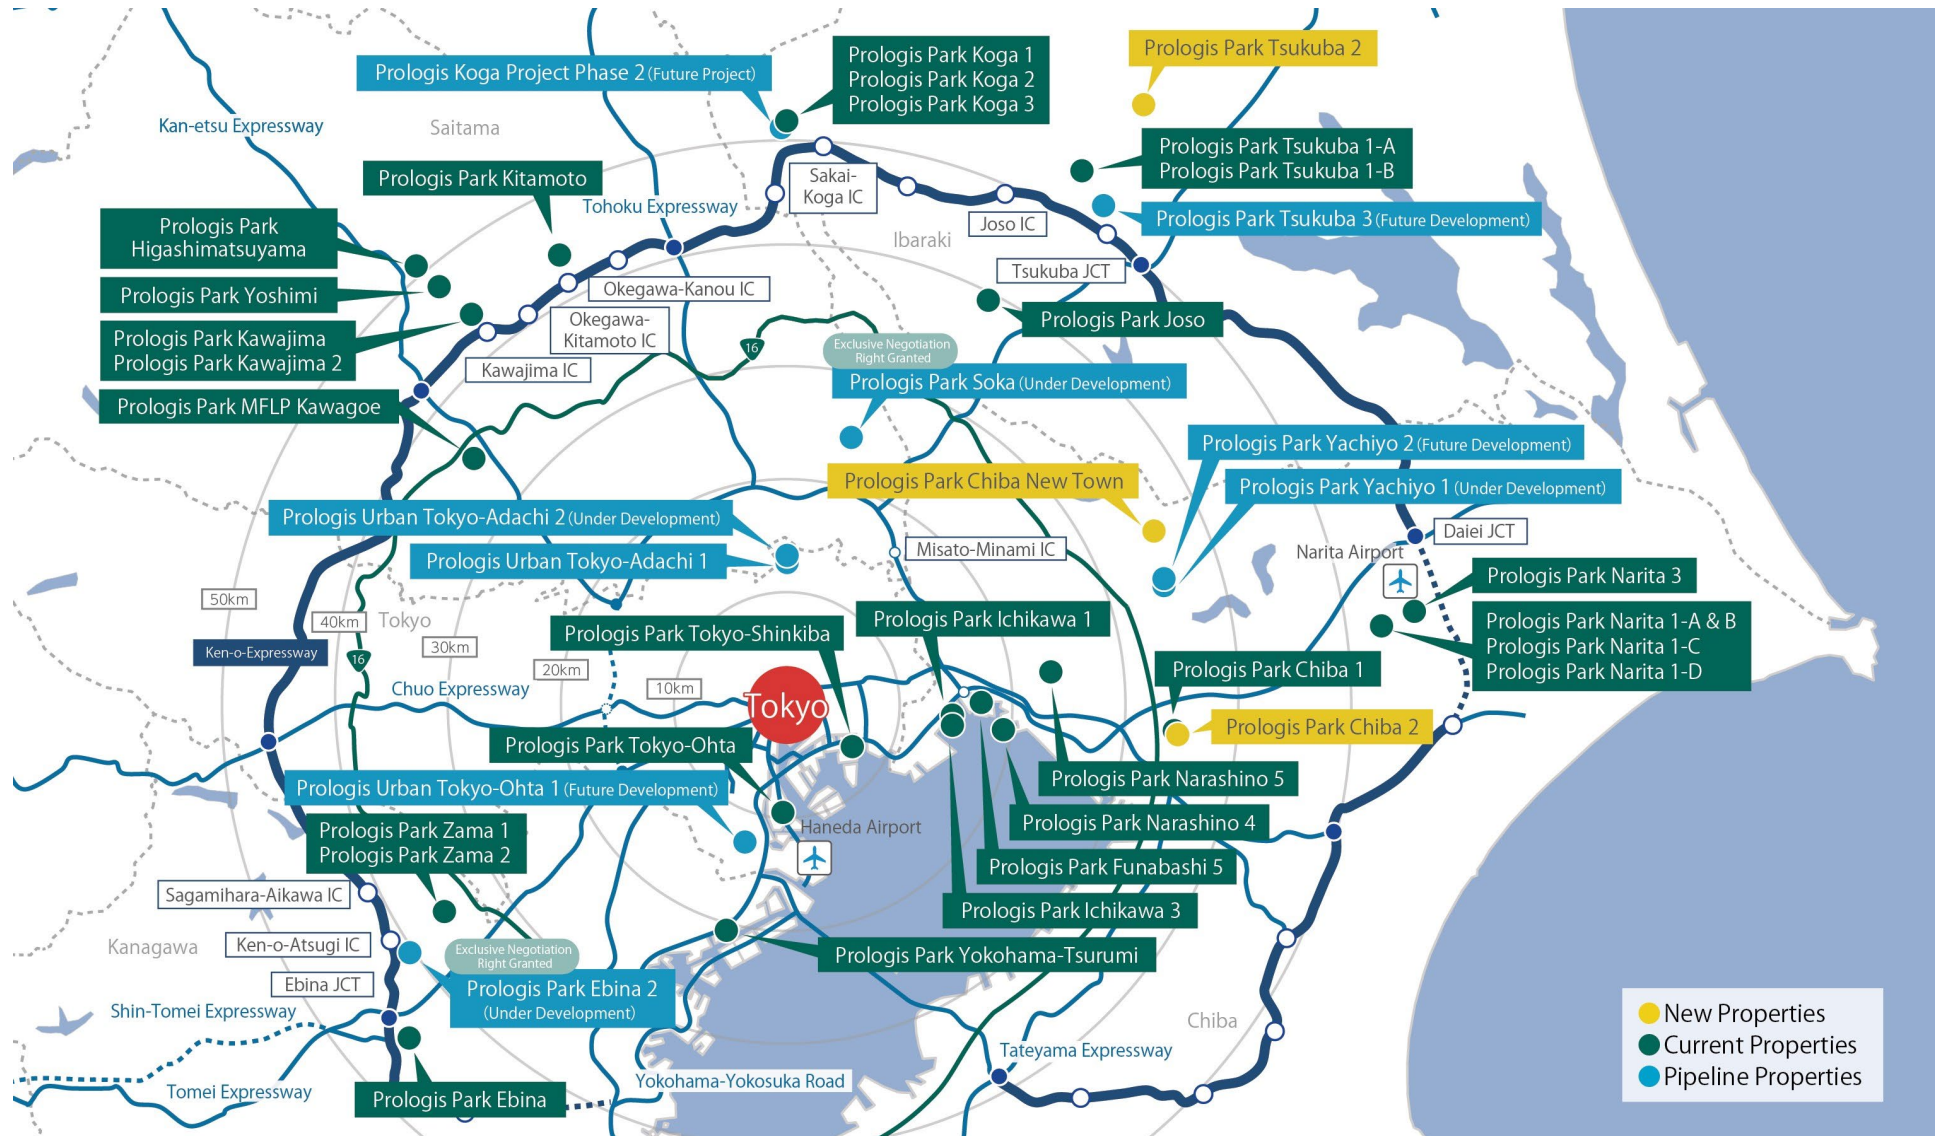 Prologis Park Tsukuba 2
Prologis Park Koga 1
Prologis Park Koga 2
Prologis Park Koga 3
Prologis Koga Project Phase 2 (Future Project)
Kan-etsu Expressway
Saitama
Prologis Park Tsukuba 1-A
Prologis Park Tsukuba 1-B
Prologis Park Kitamoto
Sakai-
Koga IC
Tohoku Expressway
Joso IC
Prologis Park Tsukuba 3 (Future Development)
Prologis Park
Higashimatsuyama
Ibaraki
Tsukuba JCT
Okegawa-Kanou IC
Prologis Park Yoshimi
Okegawa-
Kitamoto IC
Prologis Park Joso
Prologis Park Kawajima
Prologis Park Kawajima 2
16
Exclusive Negotiation
Right Granted
Kawajima IC
Prologis Park Soka (Under Development)
Prologis Park MFLP Kawagoe
Prologis Park Yachiyo 2 (Future Development)
Prologis Park Chiba New Town
Prologis Park Yachiyo 1 (Under Development)
Prologis Urban Tokyo-Adachi 2 (Under Development)
Daiei JCT
Misato-Minami IC
Narita Airport
Prologis Urban Tokyo-Adachi 1
Prologis Park Narita 3
50km
40km
Tokyo
Prologis Park Ichikawa 1
Prologis Park Narita 1-A & B
Prologis Park Narita 1-C
Prologis Park Narita 1-D
Prologis Park Tokyo-Shinkiba
Ken-o-Expressway
16
30km
20km
10km
Prologis Park Chiba 1
Chuo Expressway
Tokyo
Prologis Park Chiba 2
Prologis Park Tokyo-Ohta
Prologis Park Narashino 5
Prologis Urban Tokyo-Ohta 1 (Future Development)
Haneda Airport
Prologis Park Narashino 4
Prologis Park Zama 1
Prologis Park Zama 2
Prologis Park Funabashi 5
Sagamihara-Aikawa IC
Prologis Park Ichikawa 3
Kanagawa
Ken-o-Atsugi IC
Exclusive Negotiation
Right Granted
Prologis Park Yokohama-Tsurumi
Ebina JCT
Prologis Park Ebina 2
(Under Development)
Shin-Tomei Expressway
Chiba
New Properties
Current Properties
Pipeline Properties
Tateyama Expressway
Yokohama-Yokosuka Road
Tomei Expressway
Prologis Park Ebina